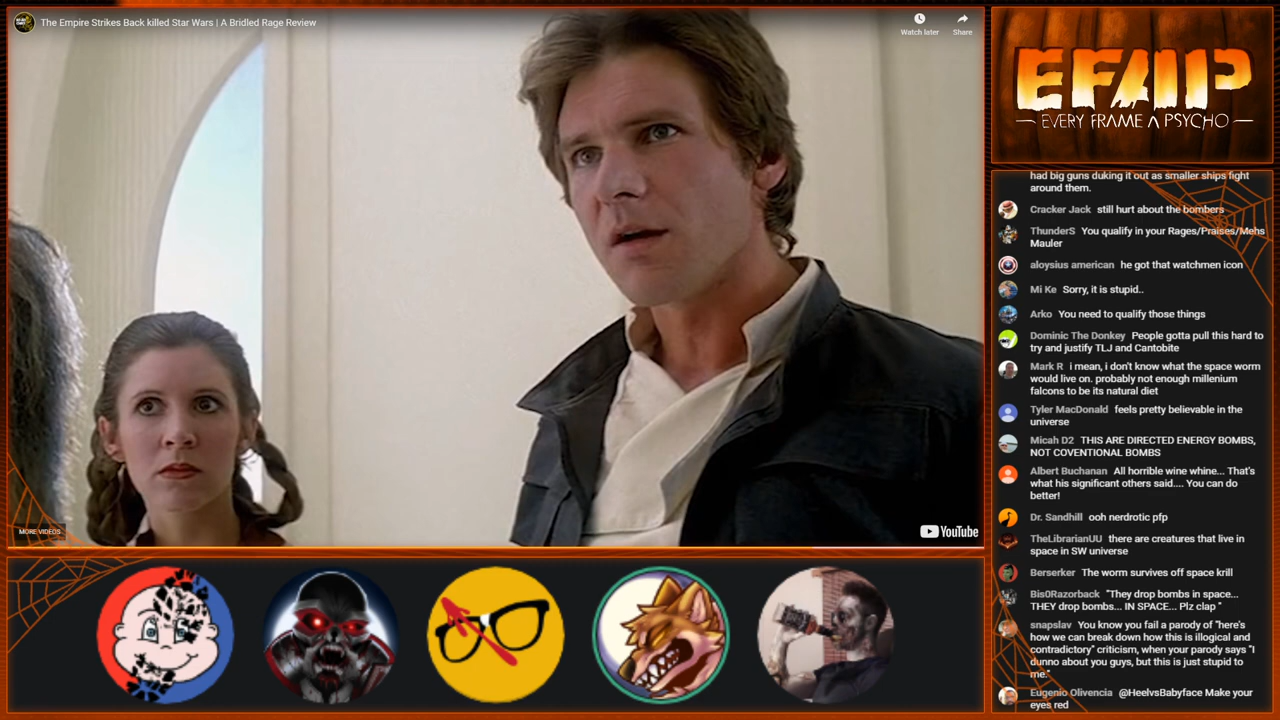 The Empire Strikes Back killed Star Wars | A Bridled Rage Review
Watch later
Share
MORE VIDEOS
YouTube
EFAP
EVERY FRAME A PSYCHO
had big guns duking it out as smaller ships fight
around them.
Cracker Jack still hurt about the bombers
ThunderS You qualify in your Rages/Praises/Mehs
Mauler
aloysius american he got that watchmen icon
Mi Ke Sorry, it is stupid..
Arko You need to qualify those things
Dominic The Donkey People gotta pull this hard to
try and justify TLJ and Cantobite
Mark R i mean, i don't know what the space worm
would live on. probably not enough millenium
falcons to be its natural diet
Tyler MacDonald feels pretty believable in the
universe
Micah D2 THIS ARE DIRECTED ENERGY BOMBS,
NOT COVENTIONAL BOMBS
Albert Buchanan All horrible wine whine... That's
what his significant others said.... You can do
better!
Dr. Sandhill ooh nerdrotic pfp
TheLibrarianUU there are creatures that live in
space in SW universe
Berserker The worm survives off space krill
Bis0Razorback "They drop bombs in space...
THEY drop bombs... IN SPACE... Plz clap "
snapslav You know you fail a parody of "here's
how we can break down how this is illogical and
contradictory" criticism, when your parody says "I
dunno about you guys, but this is just stupid to
me."
Eugenio Olivencia @HeelvsBabyface Make your
eyes red